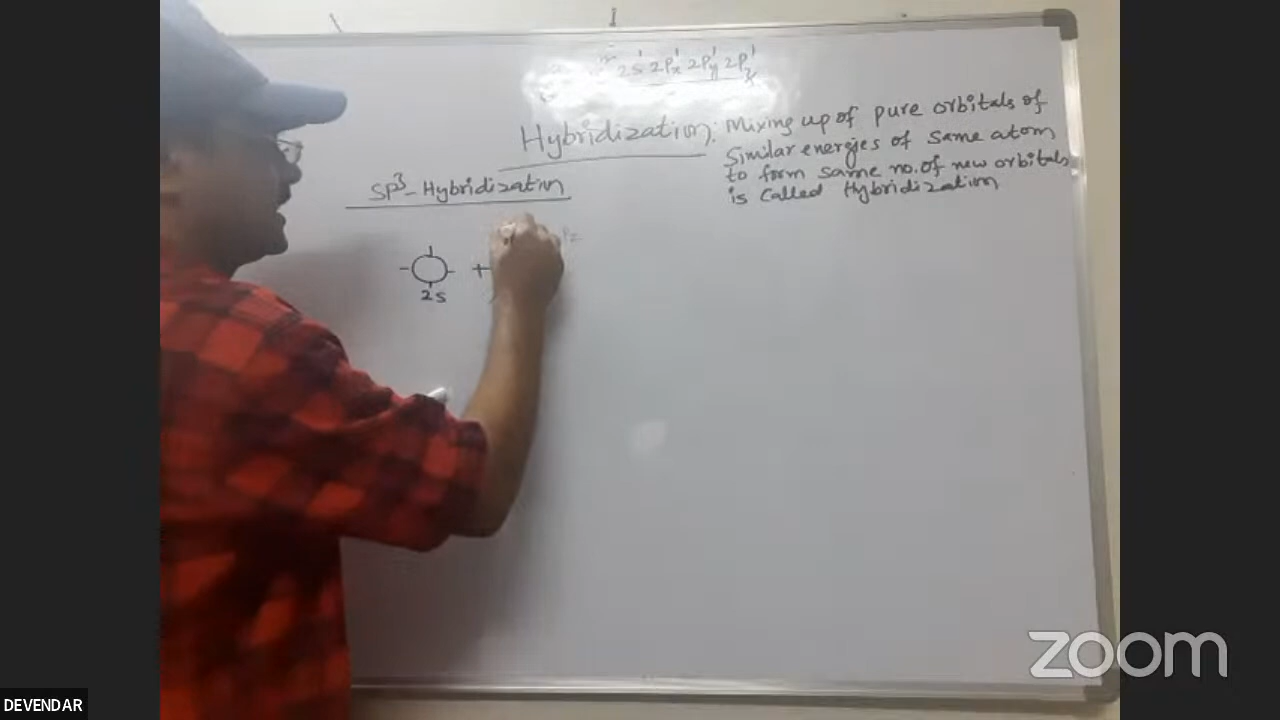 2s¹ 2Px¹ 2Py¹ 2Pz¹
Hybridization: Mixing up of pure orbitals of
Similar energies of same atom
to form same no. of new orbitals
is called Hybridization
SP³- Hybridization
+
2s
zoom
DEVENDAR